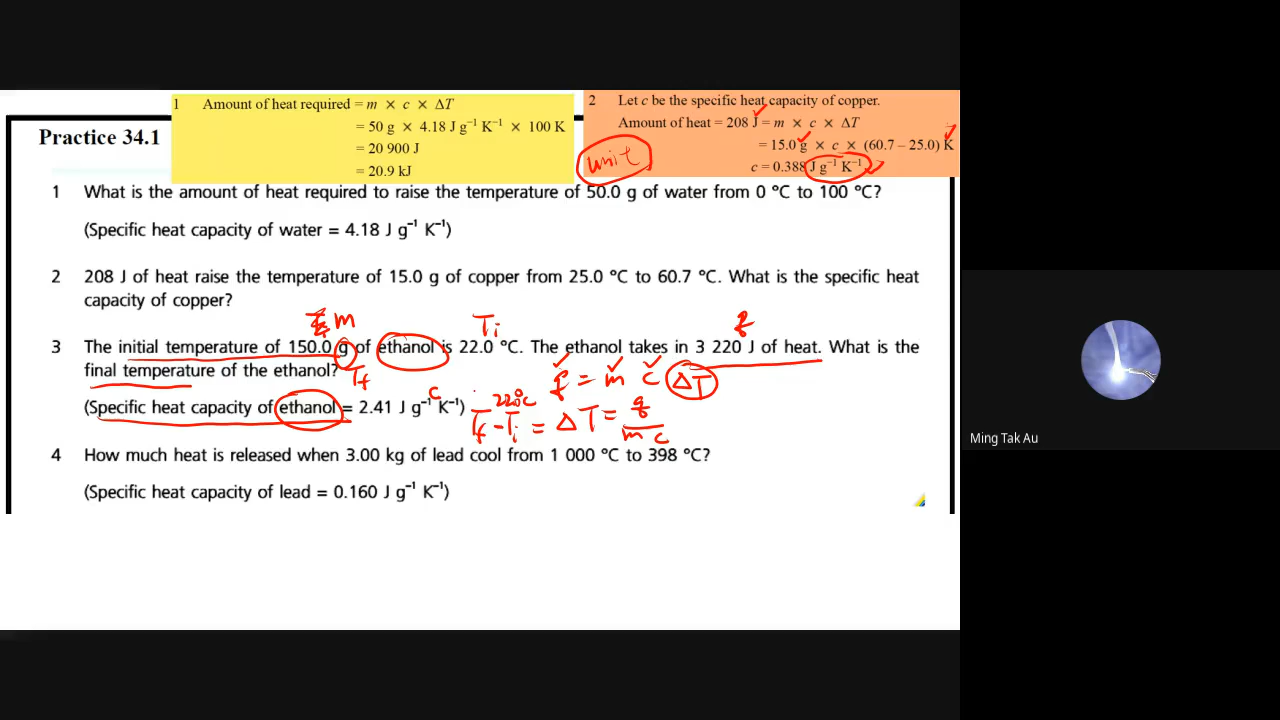 1 Amount of heat required = m × c × ΔT
= 50 g × 4.18 J g⁻¹ K⁻¹ × 100 K
= 20 900 J
= 20.9 kJ
2 Let c be the specific heat capacity of copper.
Amount of heat = 208 J = m × c × ΔT
= 15.0 g × c × (60.7 – 25.0) K
c = 0.388 J g⁻¹ K⁻¹
unit
Practice 34.1
1 What is the amount of heat required to raise the temperature of 50.0 g of water from 0 °C to 100 °C?
(Specific heat capacity of water = 4.18 J g⁻¹ K⁻¹)
2 208 J of heat raise the temperature of 15.0 g of copper from 25.0 °C to 60.7 °C. What is the specific heat
capacity of copper?
m Ti q
3 The initial temperature of 150.0 g of ethanol is 22.0 °C. The ethanol takes in 3 220 J of heat. What is the
final temperature of the ethanol?
Tf q = m c ΔT
(Specific heat capacity of ethanol = 2.41 J g⁻¹ K⁻¹)
c 22.0°C
Tf - Ti = ΔT = q / m c
4 How much heat is released when 3.00 kg of lead cool from 1 000 °C to 398 °C?
(Specific heat capacity of lead = 0.160 J g⁻¹ K⁻¹)
Ming Tak Au